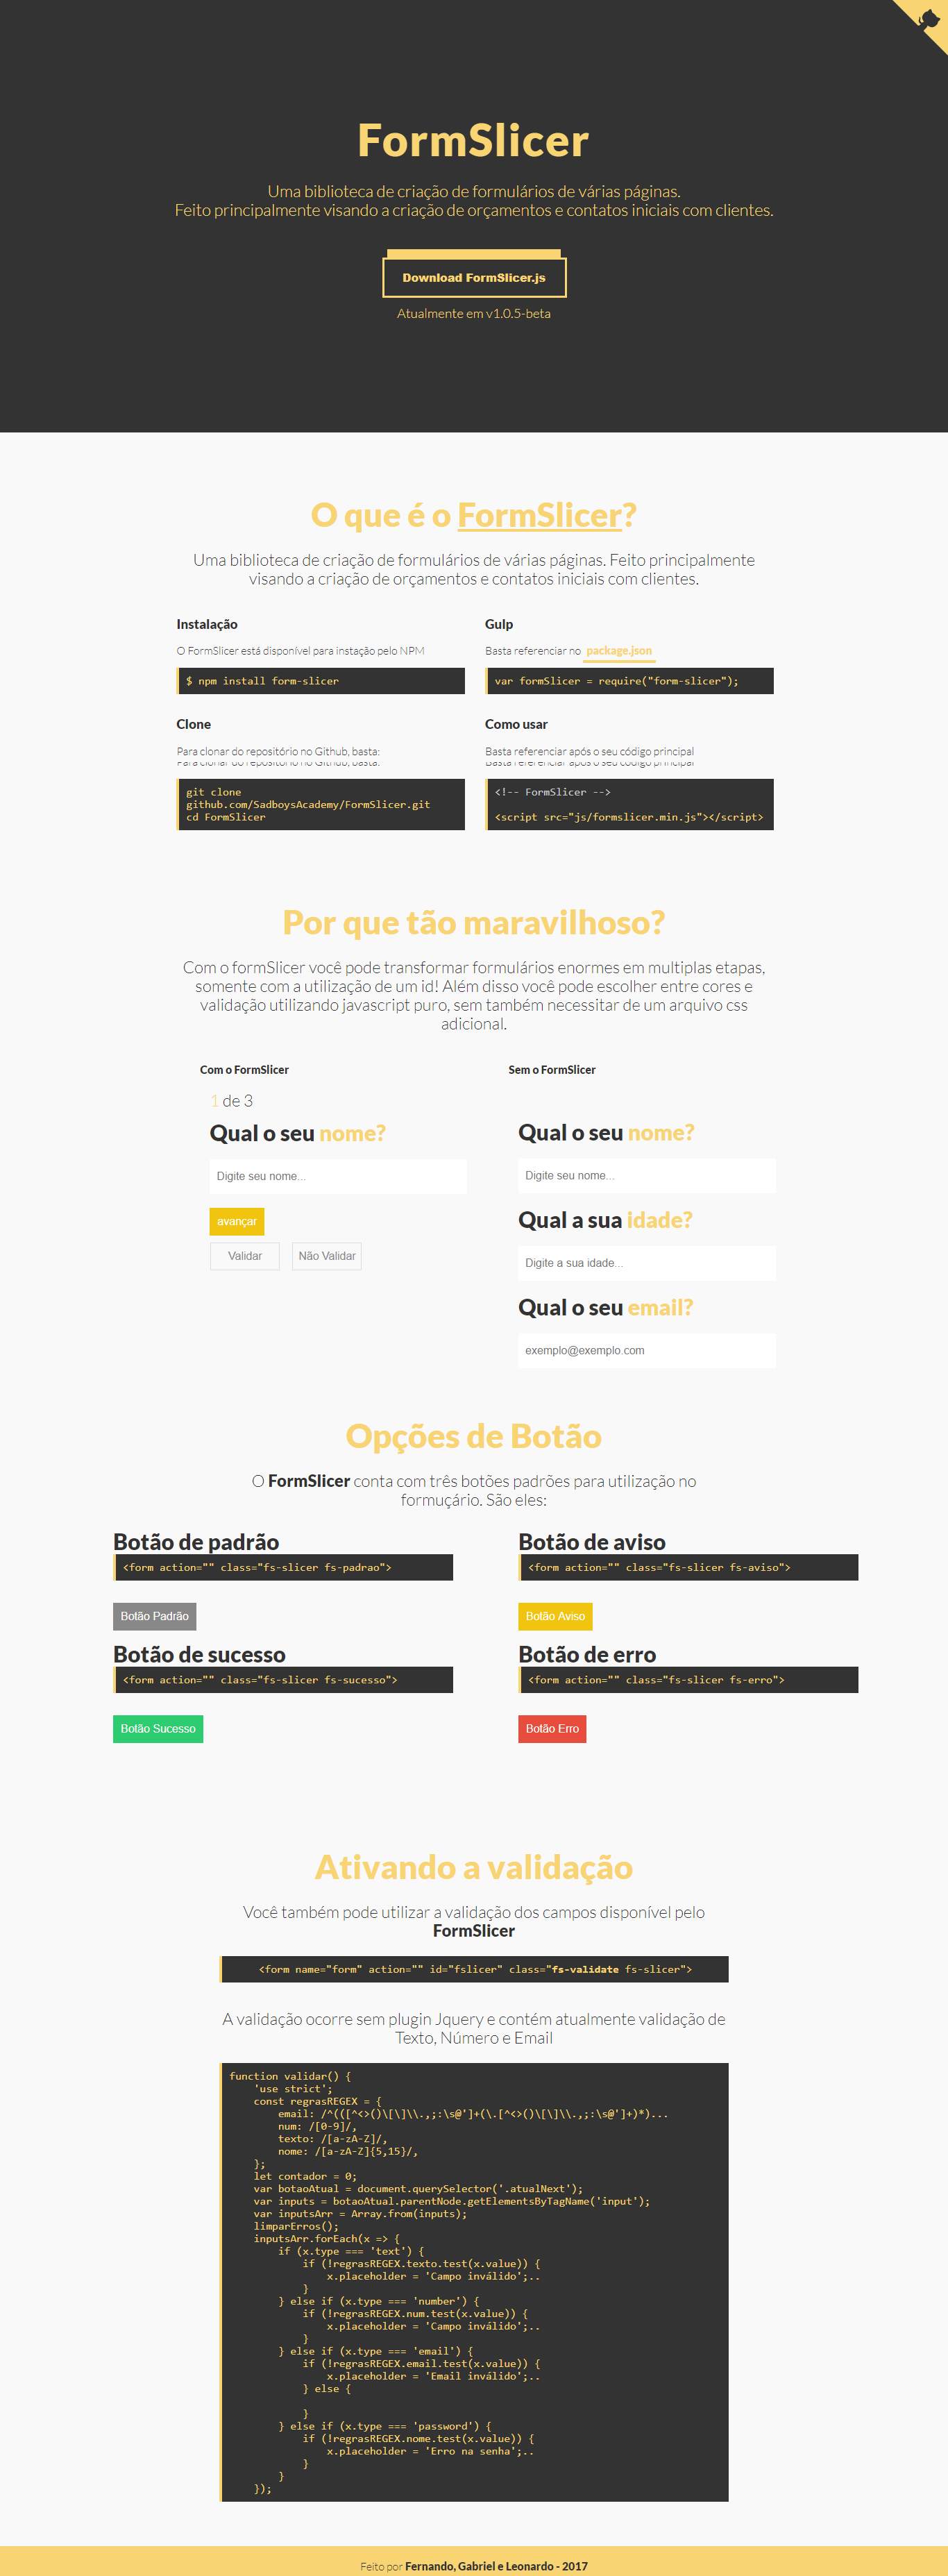 FormSlicer
Uma biblioteca de criação de formulários de várias páginas.
Feito principalmente visando a criação de orçamentos e contatos iniciais com clientes.
Download FormSlicer.js
Atualmente em v1.0.5-beta
O que é o FormSlicer?
Uma biblioteca de criação de formulários de várias páginas. Feito principalmente
visando a criação de orçamentos e contatos iniciais com clientes.
Instalação
O FormSlicer está disponível para instação pelo NPM
$ npm install form-slicer
Gulp
Basta referenciar no package.json
var formSlicer = require("form-slicer");
Clone
Para clonar do repositório no Github, basta:
Para clonar do repositório no Github, basta:
git clone
github.com/SadboysAcademy/FormSlicer.git
cd FormSlicer
Como usar
Basta referenciar após o seu código principal
Basta referenciar após o seu código principal
<!-- FormSlicer -->
<script src="js/formslicer.min.js"></script>
Por que tão maravilhoso?
Com o formSlicer você pode transformar formulários enormes em multiplas etapas,
somente com a utilização de um id! Além disso você pode escolher entre cores e
validação utilizando javascript puro, sem também necessitar de um arquivo css
adicional.
Com o FormSlicer
1 de 3
Qual o seu nome?
Digite seu nome...
avançar
Validar
Não Validar
Sem o FormSlicer
Qual o seu nome?
Digite seu nome...
Qual a sua idade?
Digite a sua idade...
Qual o seu email?
exemplo@exemplo.com
Opções de Botão
O FormSlicer conta com três botões padrões para utilização no
formuçário. São eles:
Botão de padrão
<form action="" class="fs-slicer fs-padrao">
Botão Padrão
Botão de aviso
<form action="" class="fs-slicer fs-aviso">
Botão Aviso
Botão de sucesso
<form action="" class="fs-slicer fs-sucesso">
Botão Sucesso
Botão de erro
<form action="" class="fs-slicer fs-erro">
Botão Erro
Ativando a validação
Você também pode utilizar a validação dos campos disponível pelo
FormSlicer
<form name="form" action="" id="fslicer" class="fs-validate fs-slicer">
A validação ocorre sem plugin Jquery e contém atualmente validação de
Texto, Número e Email
function validar() {
'use strict';
const regrasREGEX = {
email: /^(([^<>()\[\]\\.,;:\s@']+(\.[^<>()\[\]\\.,;:\s@']+)*)...
num: /[0-9]/,
texto: /[a-zA-Z]/,
nome: /[a-zA-Z]{5,15}/,
};
let contador = 0;
var botaoAtual = document.querySelector('.atualNext');
var inputs = botaoAtual.parentNode.getElementsByTagName('input');
var inputsArr = Array.from(inputs);
limparErros();
inputsArr.forEach(x => {
if (x.type === 'text') {
if (!regrasREGEX.texto.test(x.value)) {
x.placeholder = 'Campo inválido';..
}
} else if (x.type === 'number') {
if (!regrasREGEX.num.test(x.value)) {
x.placeholder = 'Campo inválido';..
}
} else if (x.type === 'email') {
if (!regrasREGEX.email.test(x.value)) {
x.placeholder = 'Email inválido';..
} else {
}
} else if (x.type === 'password') {
if (!regrasREGEX.nome.test(x.value)) {
x.placeholder = 'Erro na senha';..
}
}
});
Feito por Fernando, Gabriel e Leonardo - 2017